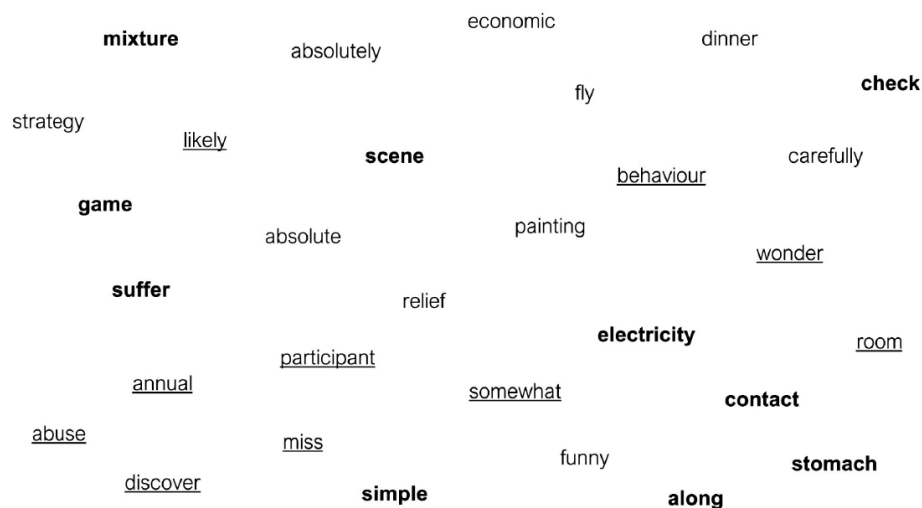 economic
mixture
dinner
absolutely
check
fly
strategy
likely
scene
carefully
behaviour
game
painting
absolute
wonder
suffer
relief
electricity
room
participant
annual
somewhat
contact
abuse
miss
funny
stomach
discover
simple
along